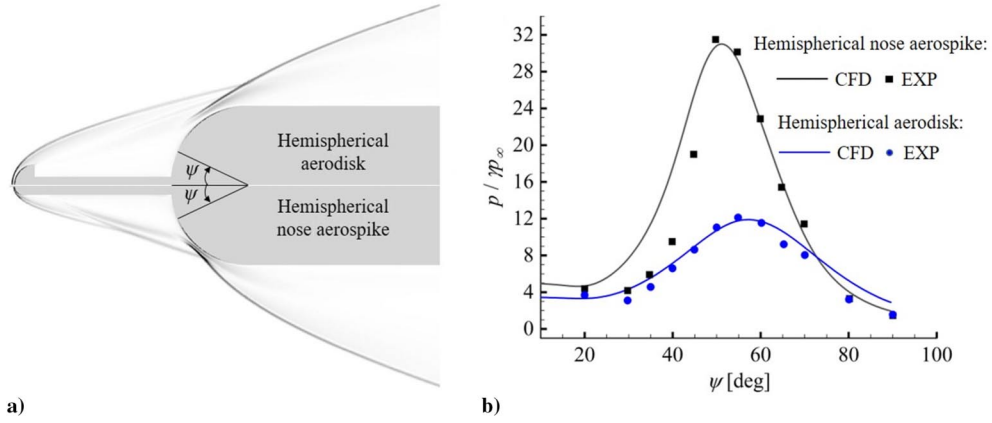 Hemispherical
aerodisk
ψ
ψ
Hemispherical
nose aerospike
a)
32
28
24
20
16
12
8
4
0
p / γp∞
20
40
60
80
100
ψ [deg]
Hemispherical nose aerospike:
CFD EXP
Hemispherical aerodisk:
CFD EXP
b)